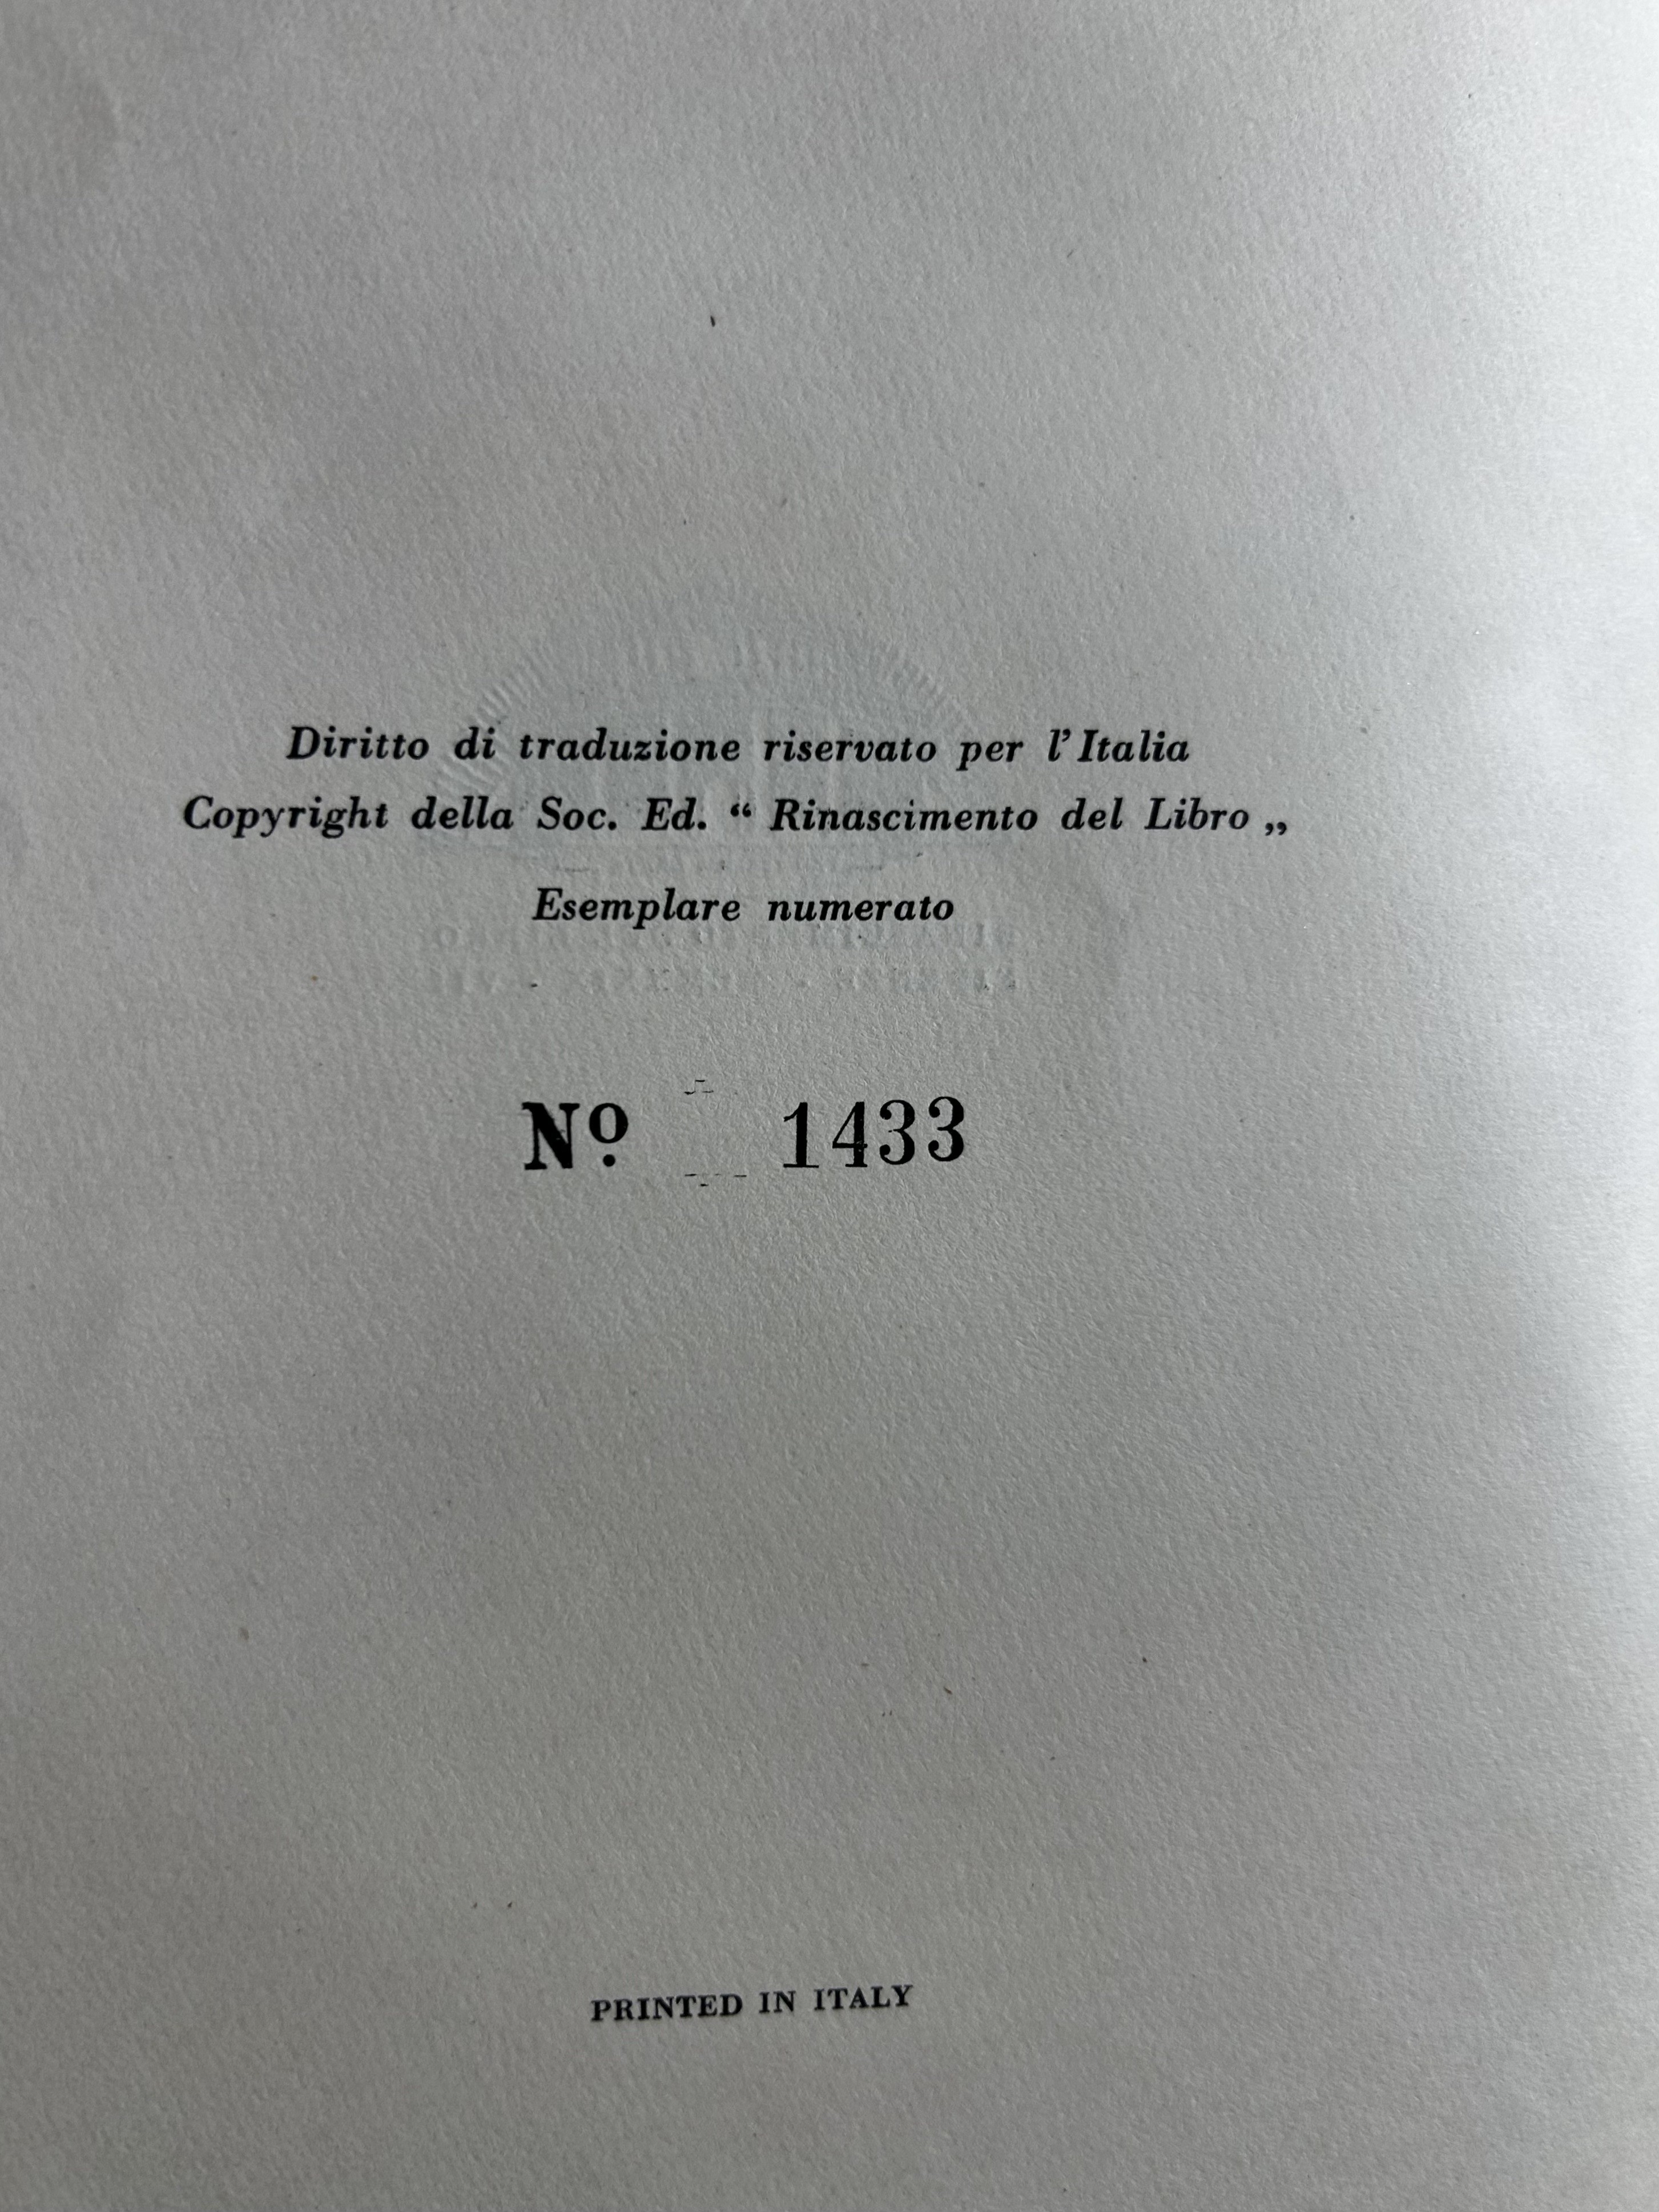 Diritto di traduzione riservato per l'Italia
Copyright della Soc. Ed. “ Rinascimento del Libro „
Esemplare numerato
Nº 1433
PRINTED IN ITALY